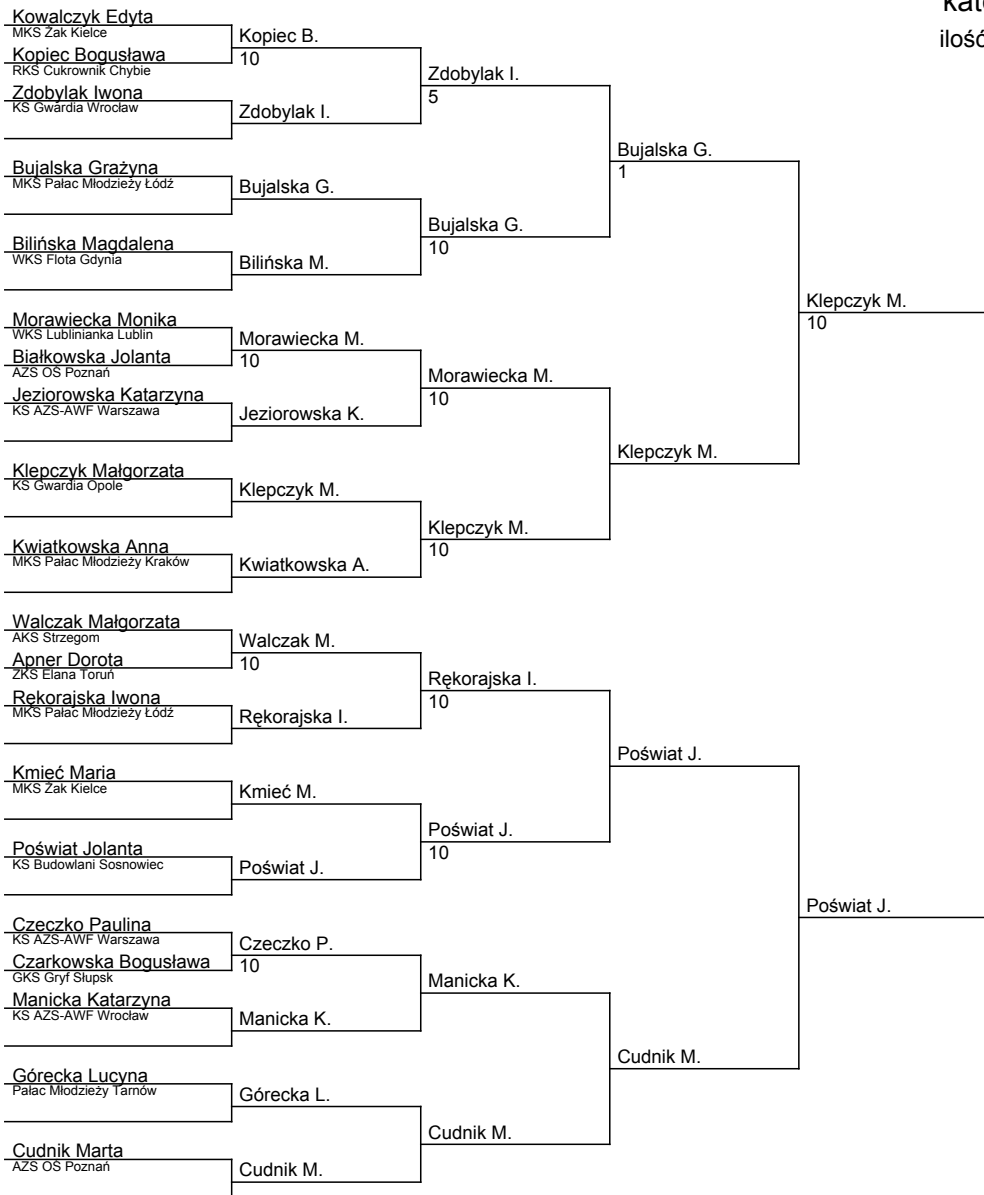 Kowalczyk Edyta
MKS Żak Kielce
Kopiec Bogusława
RKS Cukrownik Chybie
Zdobylak Iwona
KS Gwardia Wrocław
Bujalska Grażyna
MKS Pałac Młodzieży Łódź
Bilińska Magdalena
WKS Flota Gdynia
Morawiecka Monika
WKS Lublinianka Lublin
Białkowska Jolanta
AZS OŚ Poznań
Jeziorowska Katarzyna
KS AZS-AWF Warszawa
Klepczyk Małgorzata
KS Gwardia Opole
Kwiatkowska Anna
MKS Pałac Młodzieży Kraków
Walczak Małgorzata
AKS Strzegom
Apner Dorota
ZKS Elana Toruń
Rękorajska Iwona
MKS Pałac Młodzieży Łódź
Kmieć Maria
MKS Żak Kielce
Poświat Jolanta
KS Budowlani Sosnowiec
Czeczko Paulina
KS AZS-AWF Warszawa
Czarkowska Bogusława
GKS Gryf Słupsk
Manicka Katarzyna
KS AZS-AWF Wrocław
Górecka Lucyna
Pałac Młodzieży Tarnów
Cudnik Marta
AZS OŚ Poznań
Kopiec B.
10
Zdobylak I.
Bujalska G.
Bilińska M.
Morawiecka M.
10
Jeziorowska K.
Klepczyk M.
Kwiatkowska A.
Walczak M.
10
Rękorajska I.
Kmieć M.
Poświat J.
Czeczko P.
10
Manicka K.
Górecka L.
Cudnik M.
Zdobylak I.
5
Bujalska G.
10
Morawiecka M.
10
Klepczyk M.
10
Rękorajska I.
10
Poświat J.
10
Manicka K.
Cudnik M.
Bujalska G.
1
Klepczyk M.
Poświat J.
Cudnik M.
Klepczyk M.
10
Poświat J.
ilość